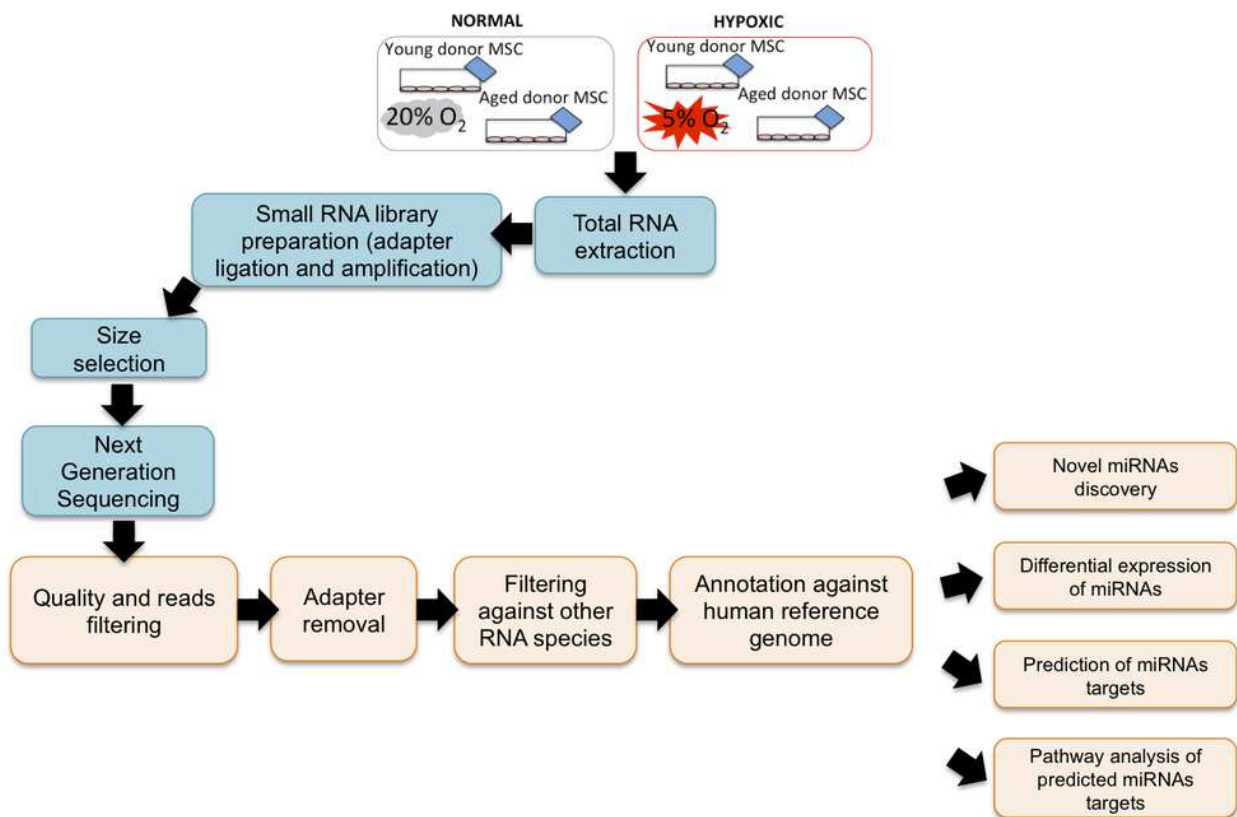 NORMAL
HYPOXIC
Young donor MSC
Aged donor MSC
20% O2
Young donor MSC
Aged donor MSC
5% O2
Total RNA
extraction
Small RNA library
preparation (adapter
ligation and amplification)
Size
selection
Next
Generation
Sequencing
Quality and reads
filtering
Adapter
removal
Filtering
against other
RNA species
Annotation against
human reference
genome
Novel miRNAs
discovery
Differential expression
of miRNAs
Prediction of miRNAs
targets
Pathway analysis of
predicted miRNAs
targets